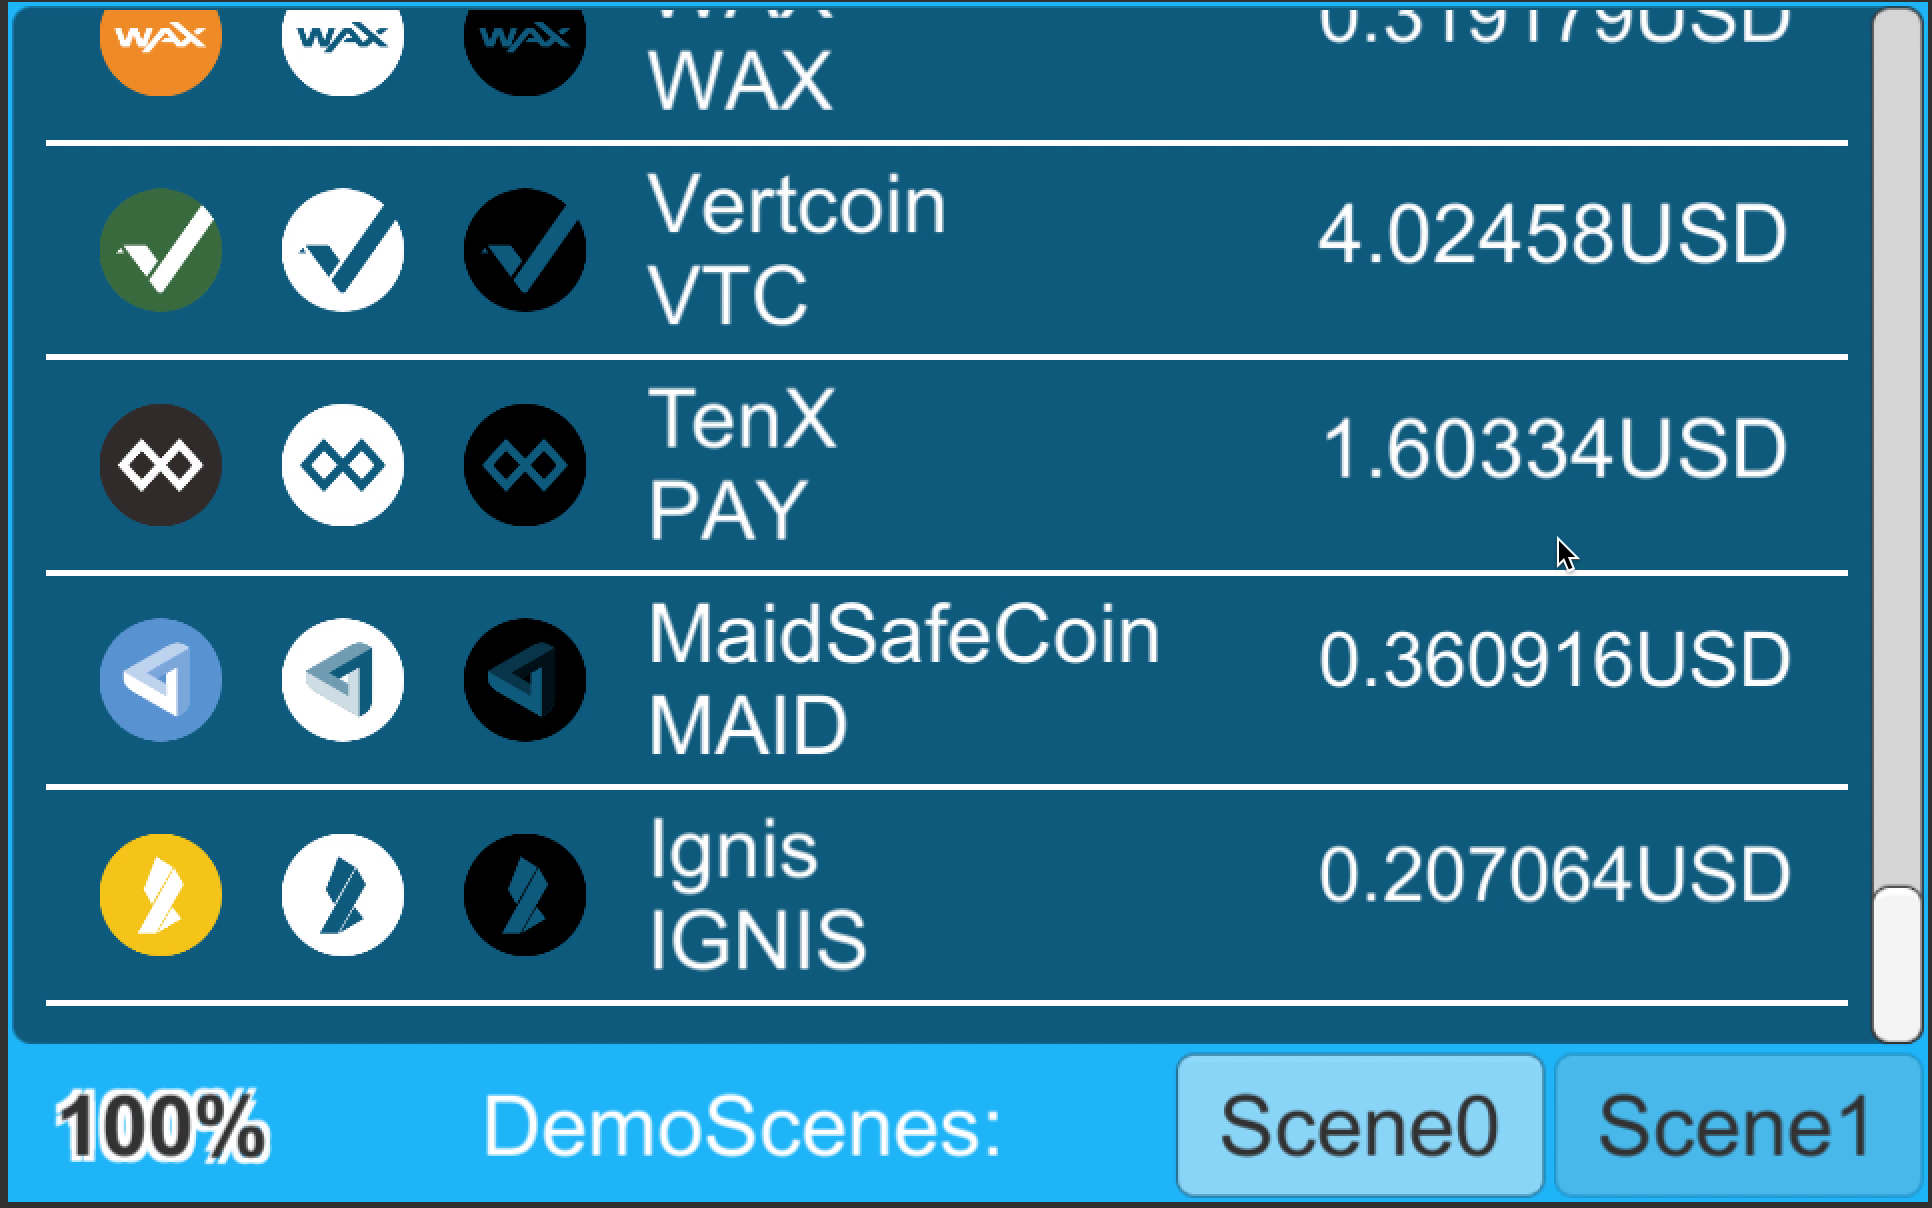 WAX WAX WAX
WAX
WAX
0.319179USD
Vertcoin
VTC
4.02458USD
TenX
PAY
1.60334USD
MaidSafeCoin
MAID
0.360916USD
Ignis
IGNIS
0.207064USD
100%
DemoScenes:
Scene0
Scene1